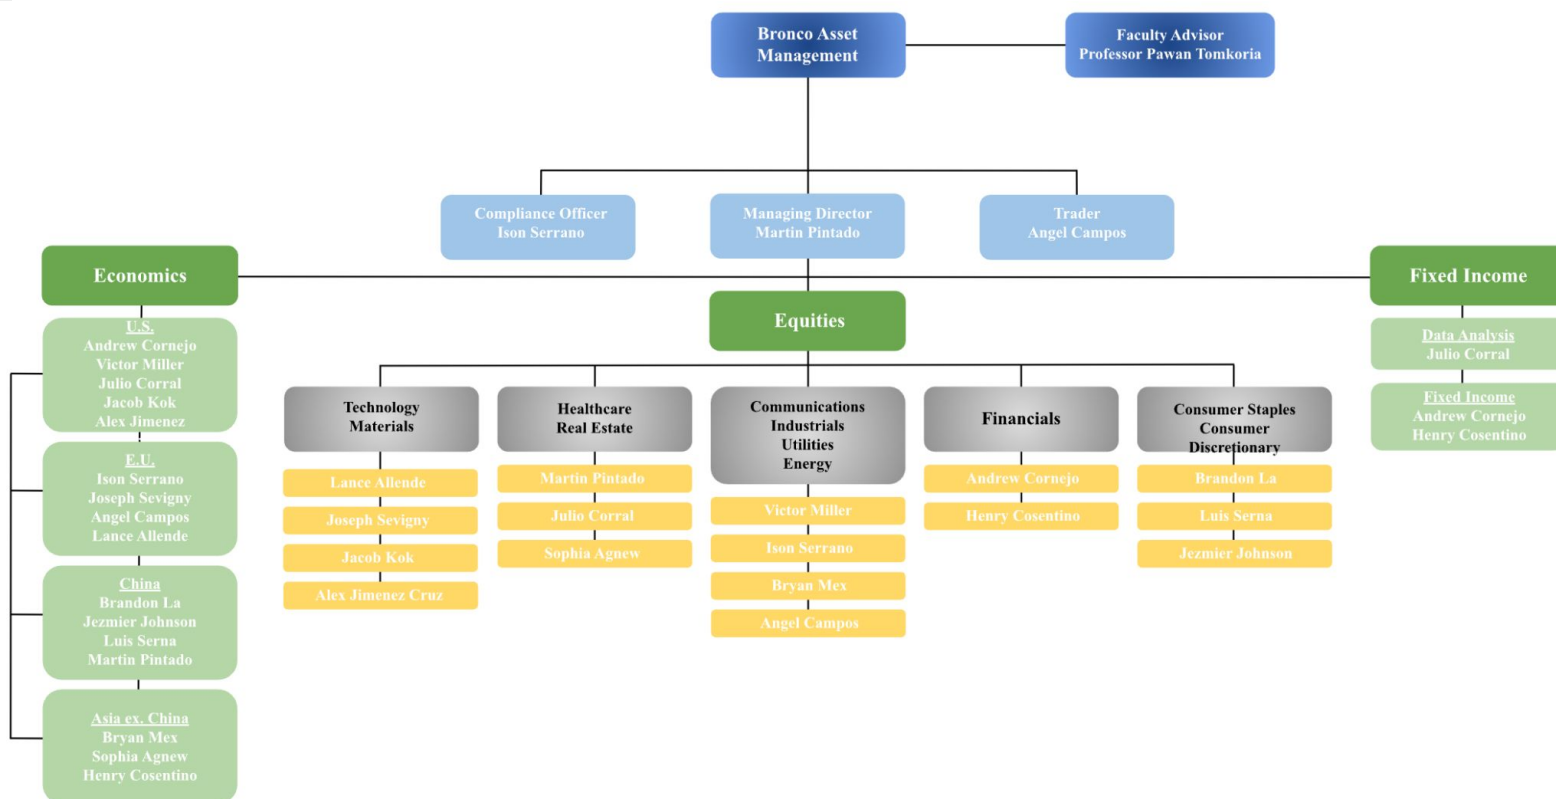 Bronco Asset
Management
Faculty Advisor
Professor Pawan Tomkoria
Compliance Officer
Ison Serrano
Managing Director
Martin Pintado
Trader
Angel Campos
Economics
U.S.
Andrew Cornejo
Victor Miller
Julio Corral
Jacob Kok
Alex Jimenez
E.U.
Ison Serrano
Joseph Sevigny
Angel Campos
Lance Allende
China
Brandon La
Jezmier Johnson
Luis Serna
Martin Pintado
Asia ex. China
Bryan Mex
Sophia Agnew
Henry Cosentino
Equities
Technology
Materials
Lance Allende
Joseph Sevigny
Jacob Kok
Alex Jimenez Cruz
Healthcare
Real Estate
Martin Pintado
Julio Corral
Sophia Agnew
Communications
Industrials
Utilities
Energy
Victor Miller
Ison Serrano
Bryan Mex
Angel Campos
Financials
Andrew Cornejo
Henry Cosentino
Consumer Staples
Consumer
Discretionary
Brandon La
Luis Serna
Jezmier Johnson
Fixed Income
Data Analysis
Julio Corral
Fixed Income
Andrew Cornejo
Henry Cosentino